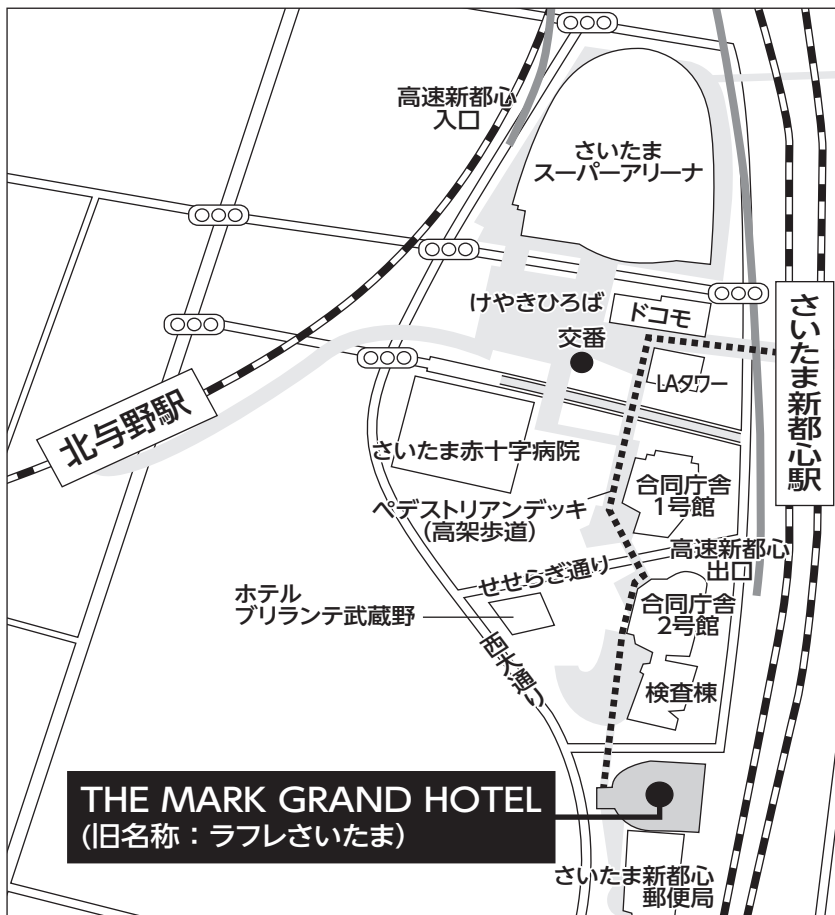 高速新都心
入口
さいたま
スーパーアリーナ
けやきひろば
ドコモ
交番
LAタワー
さいたま新都心駅
北与野駅
さいたま赤十字病院
合同庁舎
1号館
ペデストリアンデッキ
(高架歩道)
高速新都心
出口
せせらぎ通り
ホテル
ブリランテ武蔵野
合同庁舎
2号館
西大通り
検査棟
THE MARK GRAND HOTEL
(旧名称：ラフレさいたま)
さいたま新都心
郵便局